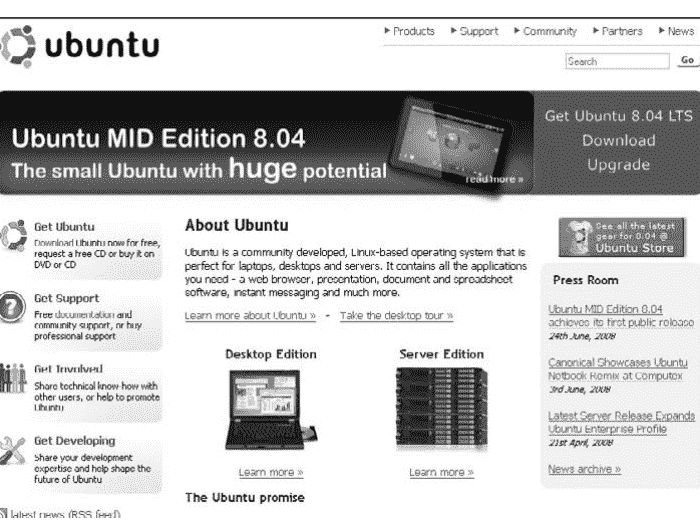 ubuntu
Products
Support
Community
Partners
News
Search
Go
Ubuntu MID Edition 8.04
The small Ubuntu with huge potential
read more »
Get Ubuntu 8.04 LTS
Download
Upgrade
Get Ubuntu
Download Ubuntu now for free,
request a free CD or buy it on
DVD or CD
Get Support
Free documentation and
community support, or buy
professional support
Get Involved
Share technical know how with
other users, or help to promote
Ubuntu
Get Developing
Share your development
expertise and help shape the
future of Ubuntu
latest news (RSS feed)
About Ubuntu
Ubuntu is a community developed, Linux-based operating system that is
perfect for laptops, desktops and servers. It contains all the applications
you need - a web browser, presentation, document and spreadsheet
software, instant messaging and much more.
Learn more about Ubuntu » - Take the desktop tour »
Desktop Edition
Learn more »
Server Edition
Learn more »
The Ubuntu promise
See all the latest
gear for 8.04 @
Ubuntu Store
Press Room
Ubuntu MID Edition 8.04
achieves its first public release
24th June, 2008
Canonical Showcases Ubuntu
Netbook Remix at Computex
3rd June, 2008
Latest Server Release Expands
Ubuntu Enterprise Profile
21st April, 2008
News archive »